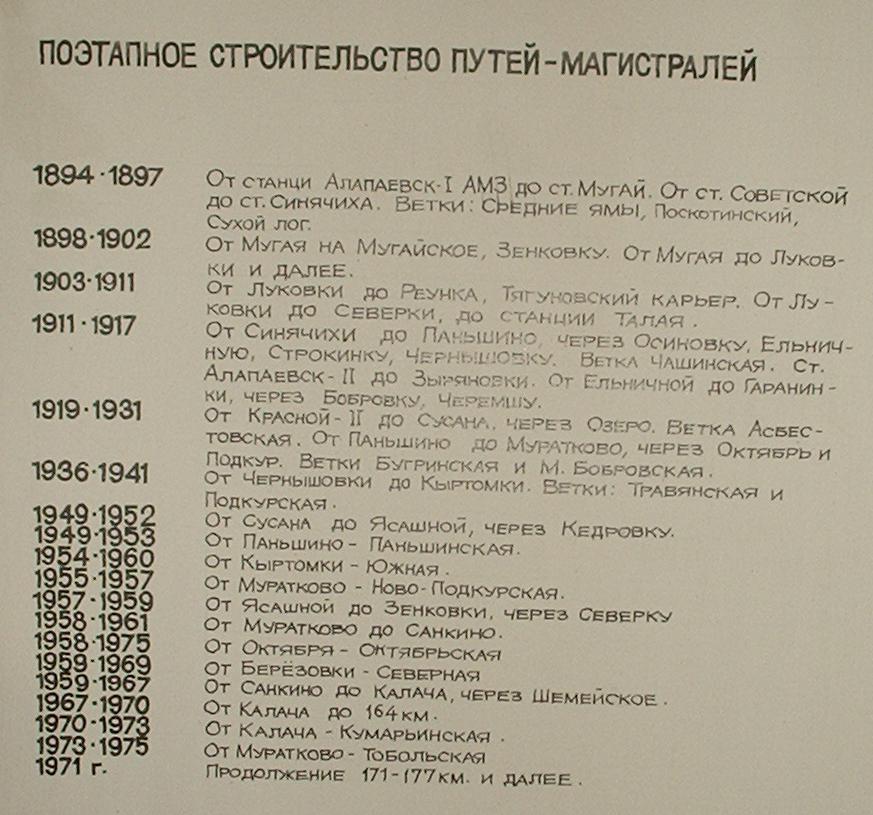 ПОЭТАПНОЕ СТРОИТЕЛЬСТВО ПУТЕЙ-МАГИСТРАЛЕЙ
1894·1897 От станци Алапаевск-I АМЗ до ст. Мугай. От ст. Советской
до ст. Синячиха. Ветки: Средние ямы, Поскотинский,
Сухой лог.
1898·1902 От Мугая на Мугайское, Зенковку. От Мугая до Луков-
ки и далее.
1903·1911 От Луковки до Реунка, Тягуновский карьер. От Лу-
ковки до Северки, до станции Талая.
1911·1917 От Синячихи до Паньшино, через Осиновку, Ельнич-
ную, Строкинку, Чернышовку. Ветка Чашинская. Ст.
Алапаевск-II до Зыряновки. От Ельничной до Гаранин-
ки, через Бобровку, Черемшу.
1919·1931 От Красной-II до Сусана, через Озеро. Ветка Асбес-
товская. От Паньшино до Муратково, через Октябрь и
Подкур. Ветки Бугринская и М. Бобровская.
1936·1941 От Чернышовки до Кыртомки. Ветки: Травянская и
Подкурская.
1949·1952 От Сусана до Ясашной, через Кедровку.
1949·1953 От Паньшино - Паньшинская.
1954·1960 От Кыртомки - Южная.
1955·1957 От Муратково - Ново-Подкурская.
1957·1959 От Ясашной до Зенковки, через Северку
1958·1961 От Муратково до Санкино.
1958·1975 От Октября - Октябрьская
1959·1969 От Берёзовки - Северная
1959·1967 От Санкино до Калача, через Шемейское.
1967·1970 От Калача до 164 км.
1970·1973 От Калача - Кумарьинская.
1973·1975 От Муратково - Тобольская
1971 г. Продолжение 171-177 км. и далее.